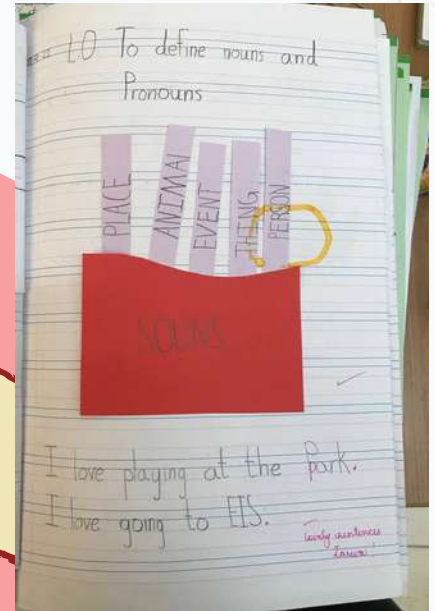 LO To define nouns and
Pronouns
PLACE
ANIMAL
EVENT
THING
PERSON
NOUNS
I love playing at the Park.
I love going to EIS.
Lovely sentences